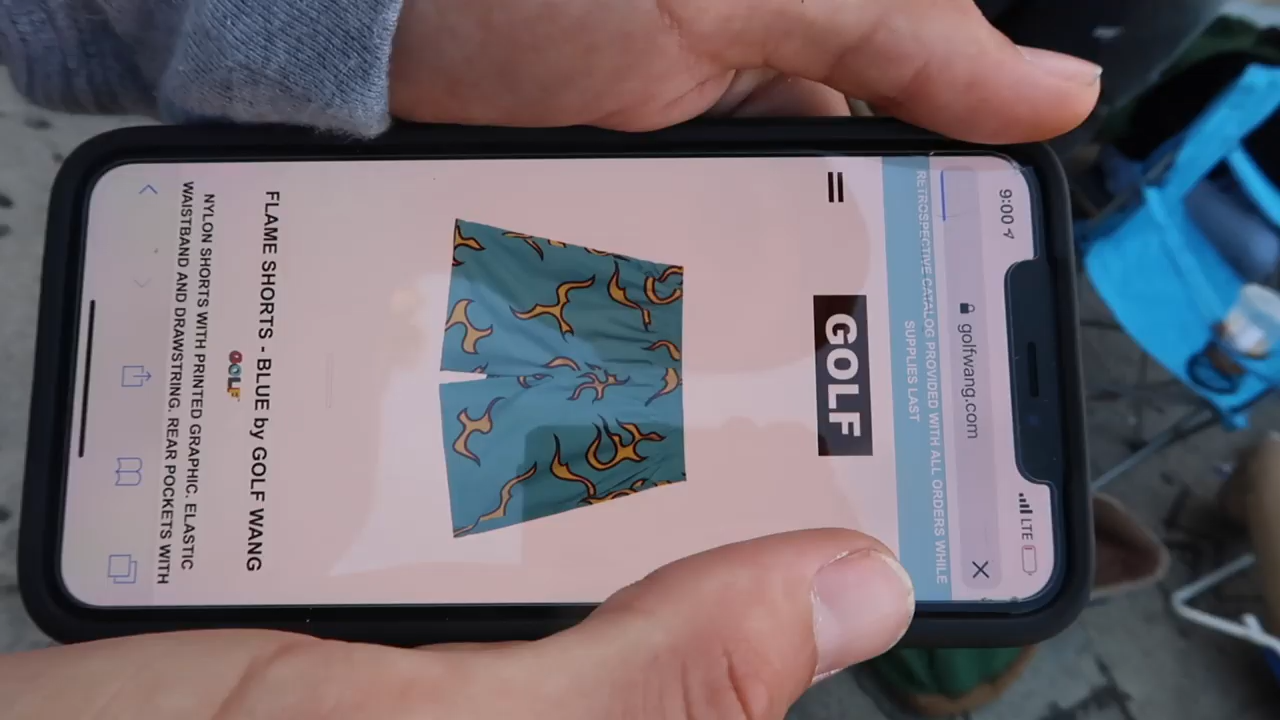 9:00
LTE
golfwang.com
RETROSPECTIVE CATALOG PROVIDED WITH ALL ORDERS WHILE
SUPPLIES LAST
GOLF
FLAME SHORTS - BLUE by GOLF WANG
GOLF
NYLON SHORTS WITH PRINTED GRAPHIC. ELASTIC
WAISTBAND AND DRAWSTRING. REAR POCKETS WITH